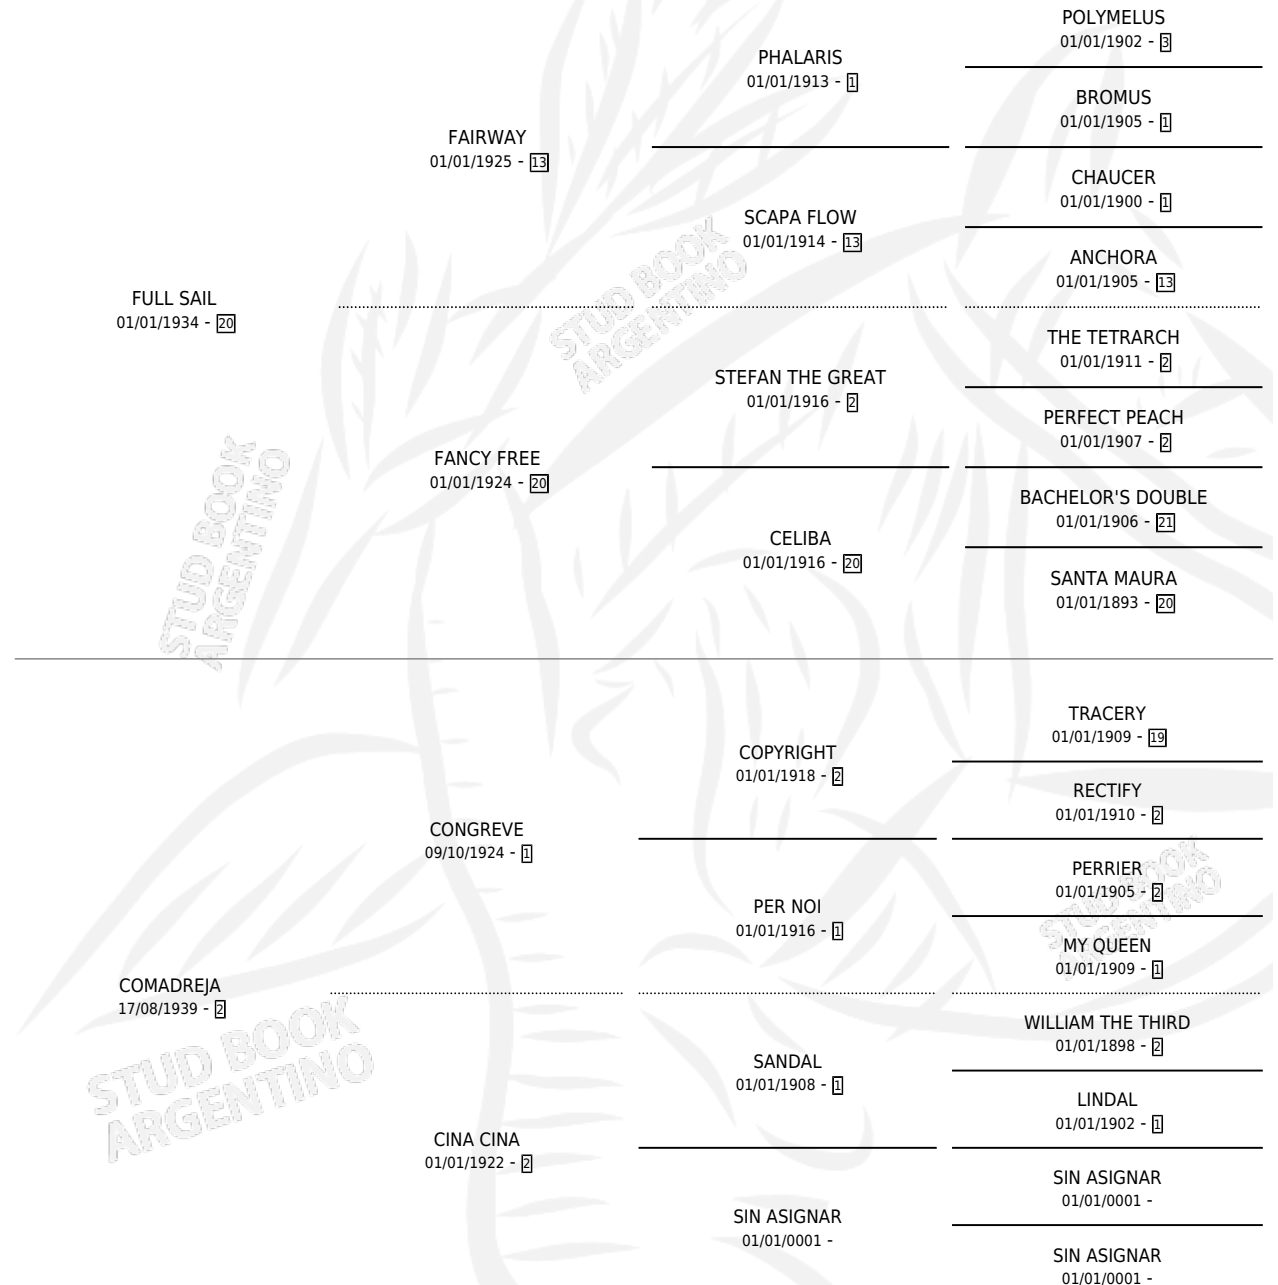 POLYMELUS
01/01/1902 - 3
PHALARIS
01/01/1913 - 1
BROMUS
01/01/1905 - 1
FAIRWAY
01/01/1925 - 13
CHAUCER
01/01/1900 - 1
SCAPA FLOW
01/01/1914 - 13
ANCHORA
01/01/1905 - 13
FULL SAIL
01/01/1934 - 20
THE TETRARCH
01/01/1911 - 2
STEFAN THE GREAT
01/01/1916 - 2
PERFECT PEACH
01/01/1907 - 2
FANCY FREE
01/01/1924 - 20
BACHELOR'S DOUBLE
01/01/1906 - 21
CELIBA
01/01/1916 - 20
SANTA MAURA
01/01/1893 - 20
TRACERY
01/01/1909 - 19
COPYRIGHT
01/01/1918 - 2
RECTIFY
01/01/1910 - 2
CONGREVE
09/10/1924 - 1
PERRIER
01/01/1905 - 2
PER NOI
01/01/1916 - 1
MY QUEEN
01/01/1909 - 1
COMADREJA
17/08/1939 - 2
WILLIAM THE THIRD
01/01/1898 - 2
SANDAL
01/01/1908 - 1
LINDAL
01/01/1902 - 1
CINA CINA
01/01/1922 - 2
SIN ASIGNAR
01/01/0001 -
SIN ASIGNAR
01/01/0001 -
SIN ASIGNAR
01/01/0001 -
STUD BOOK
ARGENTINO
STUD BOOK
ARGENTINO
STUD BOOK
ARGENTINO
STUD BOOK
ARGENTINO